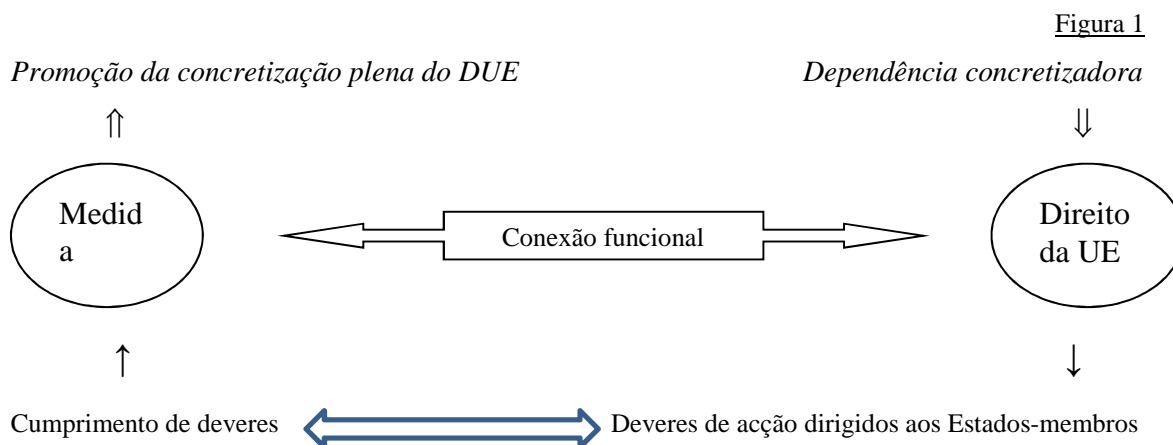 Figura 1
Promoção da concretização plena do DUE
Dependência concretizadora
⇑
⇓
Medid
a
Conexão funcional
Direito
da UE
↑
↓
Cumprimento de deveres
Deveres de acção dirigidos aos Estados-membros